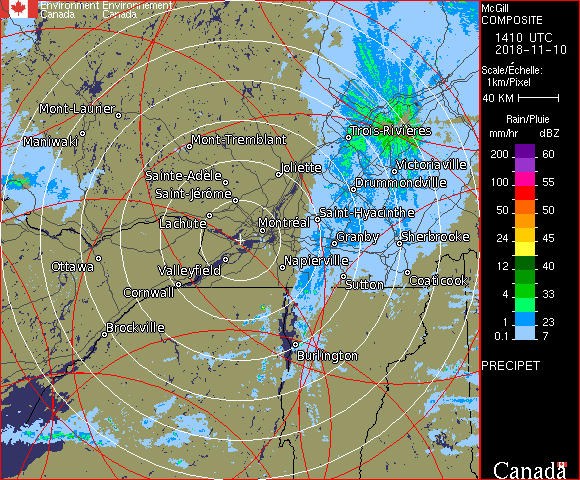 Environment Environnement
Canada Canada
McGill
COMPOSITE
1410 UTC
2018-11-10
Scale/Échelle:
1km/Pixel
40 KM
Rain/Pluie
mm/hr dBZ
200 60
100 55
50 50
24 45
12 40
4 33
1 23
0.1 7
PRECIPET
Canada
Mont-Laurier
Maniwaki
Mont-Tremblant
Trois-Rivières
Joliette
Victoriaville
Sainte-Adèle
Drummondville
Saint-Jérôme
Lachute
Saint-Hyacinthe
Montréal
Granby
Sherbrooke
Ottawa
Valleyfield
Napierville
Cornwall
Sutton
Coaticook
Brockville
Burlington